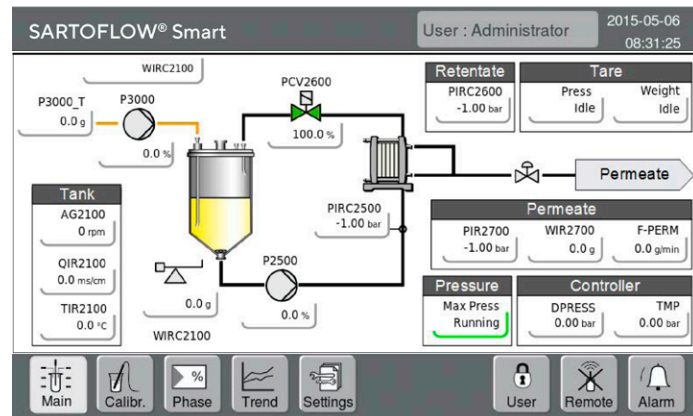 SARTOFLOW® Smart
User : Administrator
2015-05-06
08:31:25
WIRC2100
P3000_T
0.0 g
P3000
0.0 %
PCV2600
100.0 %
Retentate
PIRC2600
-1.00 bar
Tare
Press
Idle
Weight
Idle
Permeate
Tank
AG2100
0 rpm
QIR2100
0.0 ms/cm
TIR2100
0.0 °C
PIRC2500
-1.00 bar
P2500
0.0 %
0.0 g
WIRC2100
Permeate
PIR2700
-1.00 bar
WIR2700
0.0 g
F-PERM
0.0 g/min
Pressure
Max Press
Running
Controller
DPRESS
0.00 bar
TMP
0.00 bar
Main
Calibr.
%
Phase
Trend
Settings
User
Remote
Alarm